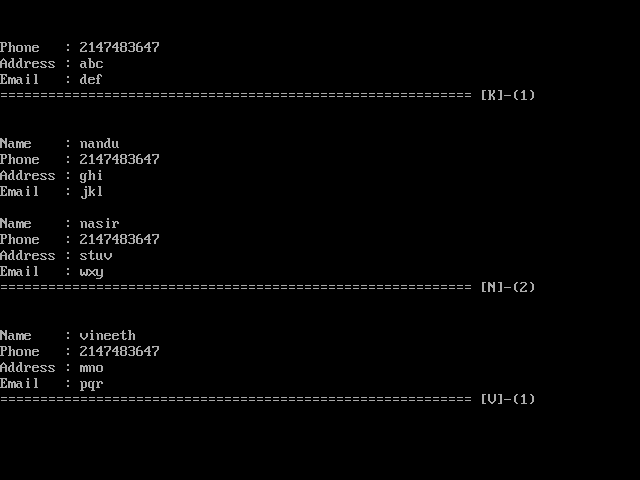 Phone   : 2147483647
Address : abc
Email   : def
=========================================================== [K]-(1)
Name    : nandu
Phone   : 2147483647
Address : ghi
Email   : jkl
Name    : nasir
Phone   : 2147483647
Address : stuv
Email   : wxy
=========================================================== [N]-(2)
Name    : vineeth
Phone   : 2147483647
Address : mno
Email   : pqr
=========================================================== [V]-(1)